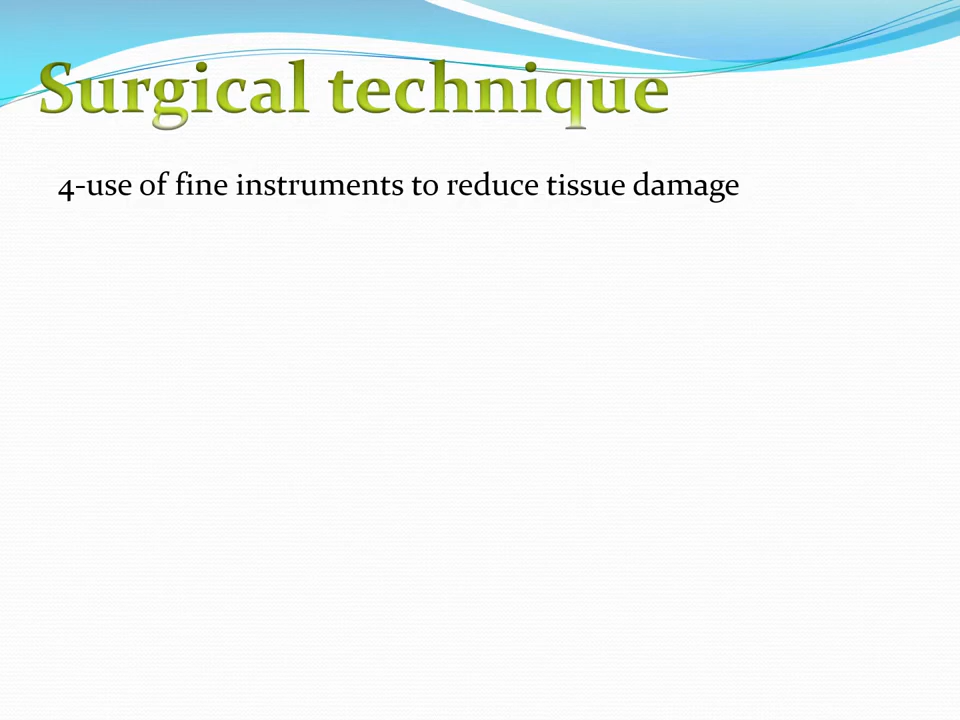 Surgical technique
4-use of fine instruments to reduce tissue damage